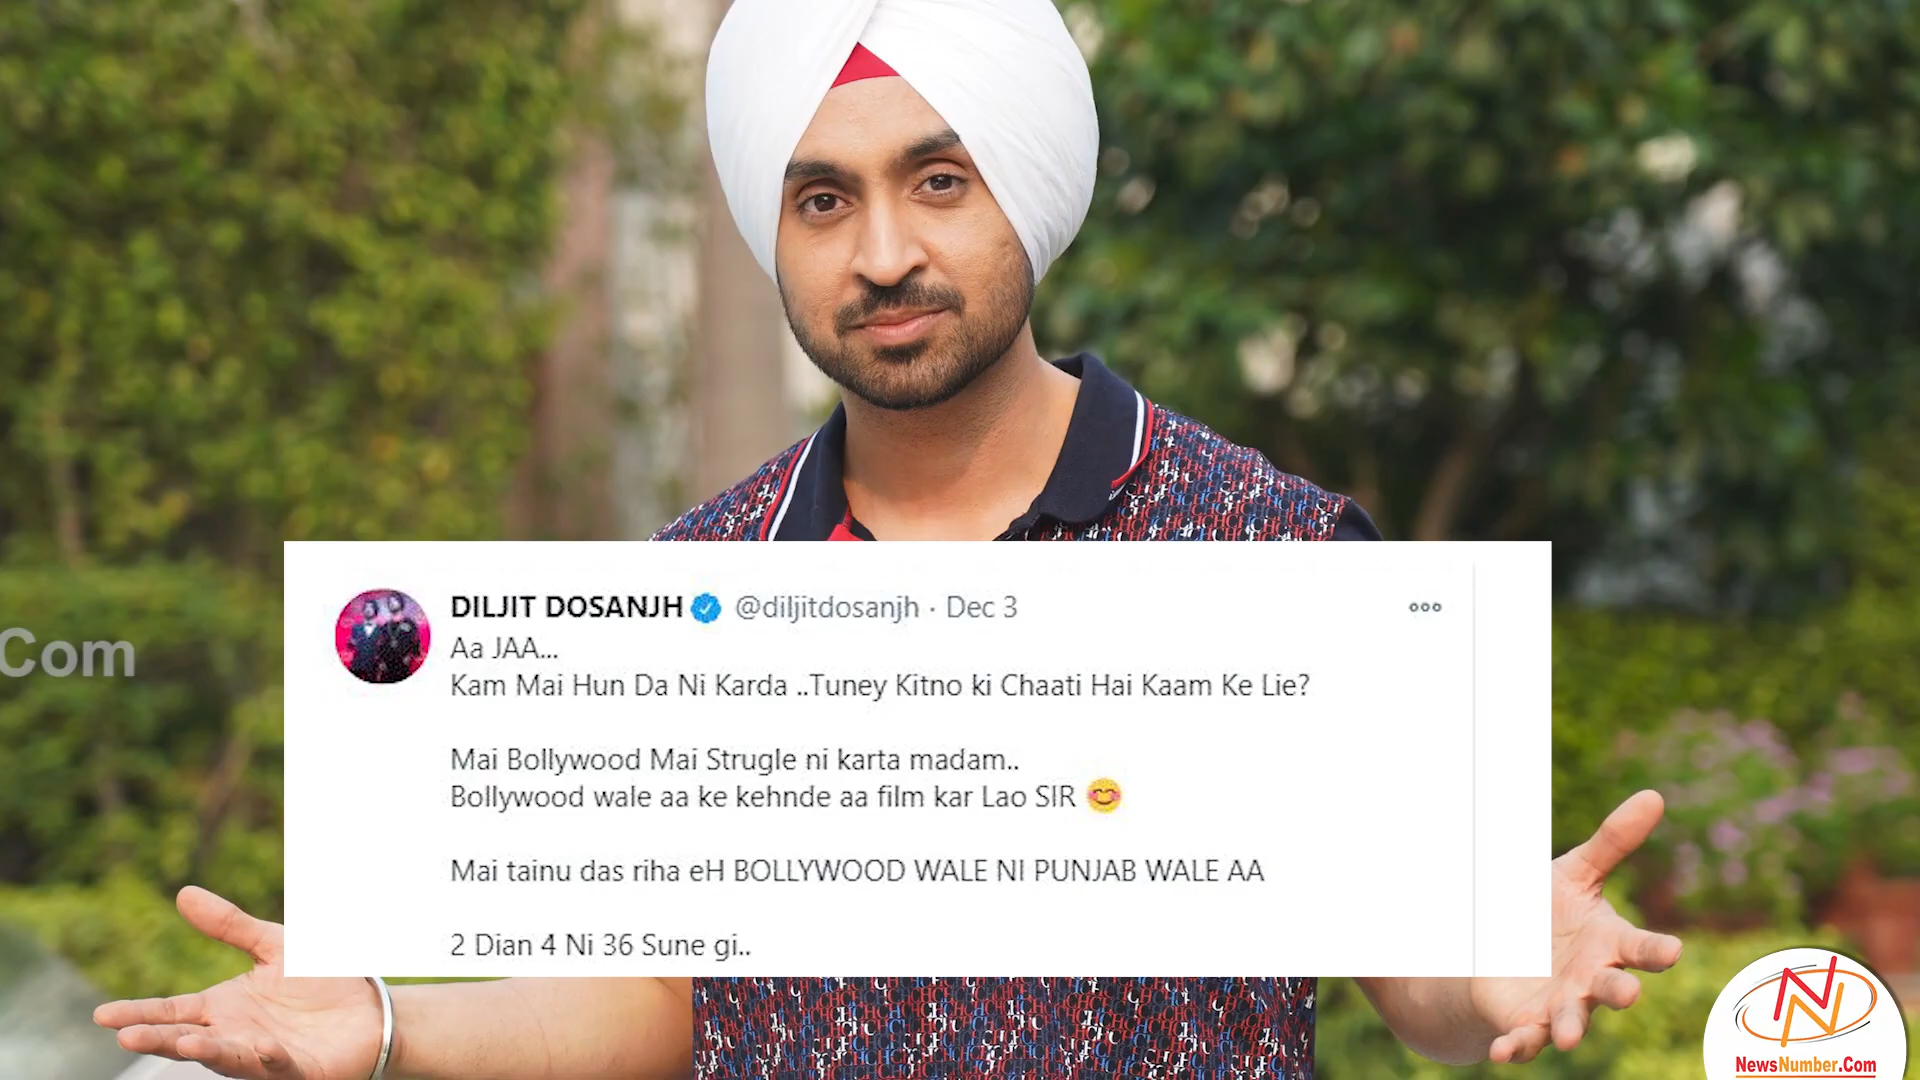 DILJIT DOSANJH @diljitdosanjh · Dec 3
Aa JAA...
Kam Mai Hun Da Ni Karda ..Tuney Kitno ki Chaati Hai Kaam Ke Lie?
Mai Bollywood Mai Strugle ni karta madam..
Bollywood wale aa ke kehnde aa film kar Lao SIR 😊
Mai tainu das riha eH BOLLYWOOD WALE NI PUNJAB WALE AA
2 Dian 4 Ni 36 Sune gi..
Com
NewsNumber.Com